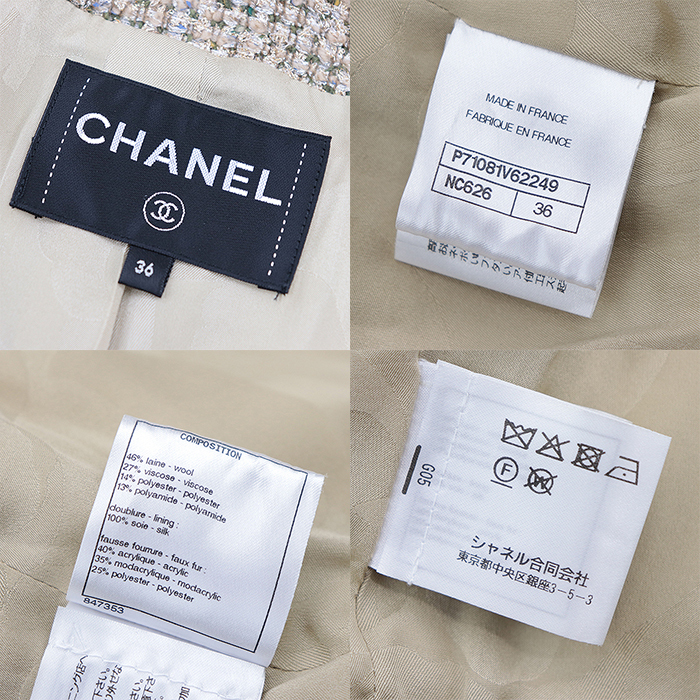 CHANEL
36
MADE IN FRANCE
FABRIQUE EN FRANCE
P71081V62249
NC626 36
COMPOSITION
46% laine - wool
27% viscose - viscose
14% polyester - polyester
13% polyamide - polyamide
doublure - lining :
100% soie - silk
fausse fourrure - faux fur :
40% acrylique - acrylic
35% modacrylique - modacrylic
25% polyester - polyester
847353
G05
F
シャネル合同会社
東京都中央区銀座3-5-3